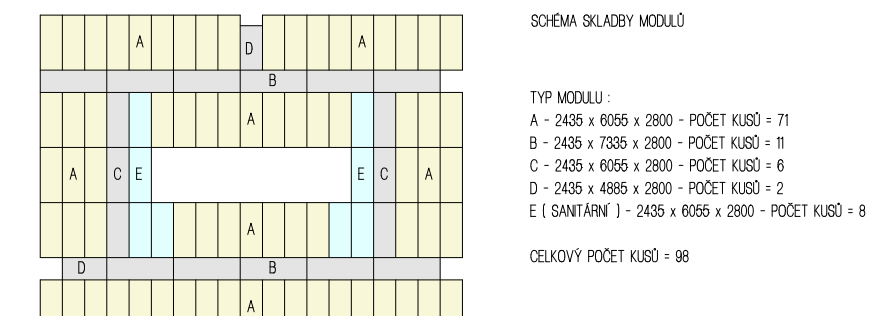 SCHÉMA SKLADBY MODULŮ
A
A
D
B
TYP MODULU :
A - 2435 x 6055 x 2800 - POČET KUSŮ = 71
B - 2435 x 7335 x 2800 - POČET KUSŮ = 11
C - 2435 x 6055 x 2800 - POČET KUSŮ = 6
D - 2435 x 4885 x 2800 - POČET KUSŮ = 2
E ( SANITÁRNÍ ) - 2435 x 6055 x 2800 - POČET KUSŮ = 8
CELKOVÝ POČET KUSŮ = 98
A
A C E E C A
A
D B
A